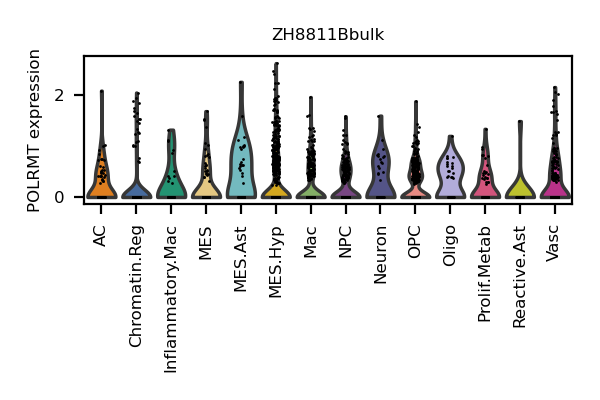 ZH8811Bbulk
POLRMT expression
2
0
AC
Chromatin.Reg
Inflammatory.Mac
MES
MES.Ast
MES.Hyp
Mac
NPC
Neuron
OPC
Oligo
Prolif.Metab
Reactive.Ast
Vasc